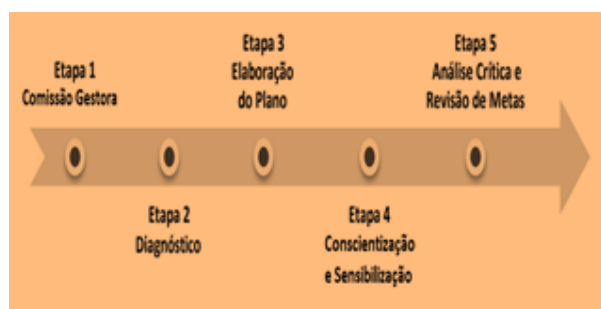 Etapa 1
Comissão Gestora
Etapa 2
Diagnóstico
Etapa 3
Elaboração
do Plano
Etapa 4
Conscientização
e Sensibilização
Etapa 5
Análise Crítica e
Revisão de Metas